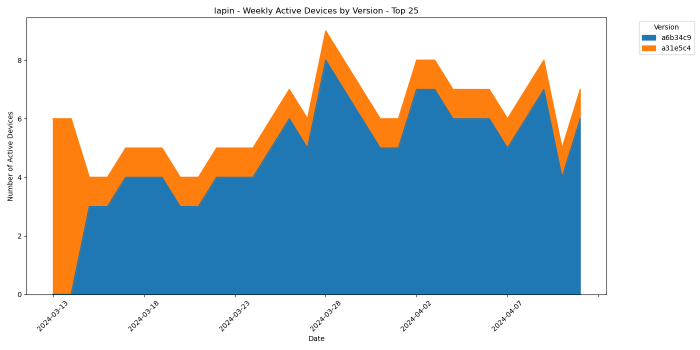 lapin - Weekly Active Devices by Version - Top 25
Version
a6b34c9
a31e5c4
Number of Active Devices
8
6
4
2
0
2024-03-13
2024-03-18
2024-03-23
2024-03-28
2024-04-02
2024-04-07
Date